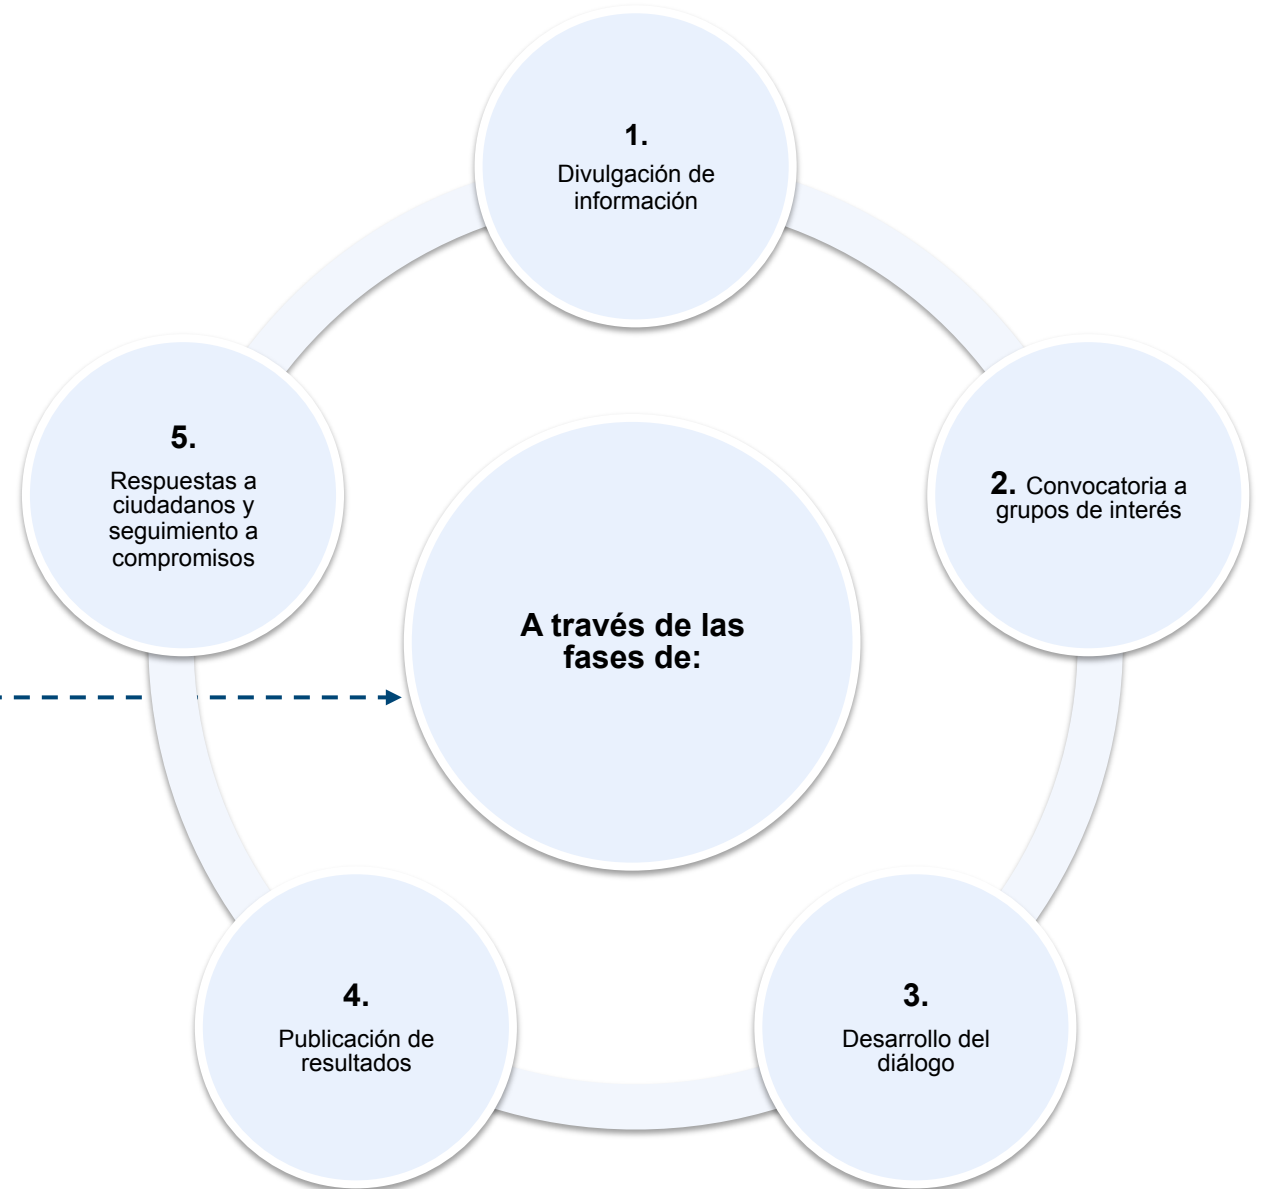 1.
Divulgación de
información
2. Convocatoria a
grupos de interés
3.
Desarrollo del
diálogo
4.
Publicación de
resultados
5.
Respuestas a
ciudadanos y
seguimiento a
compromisos
A través de las
fases de: